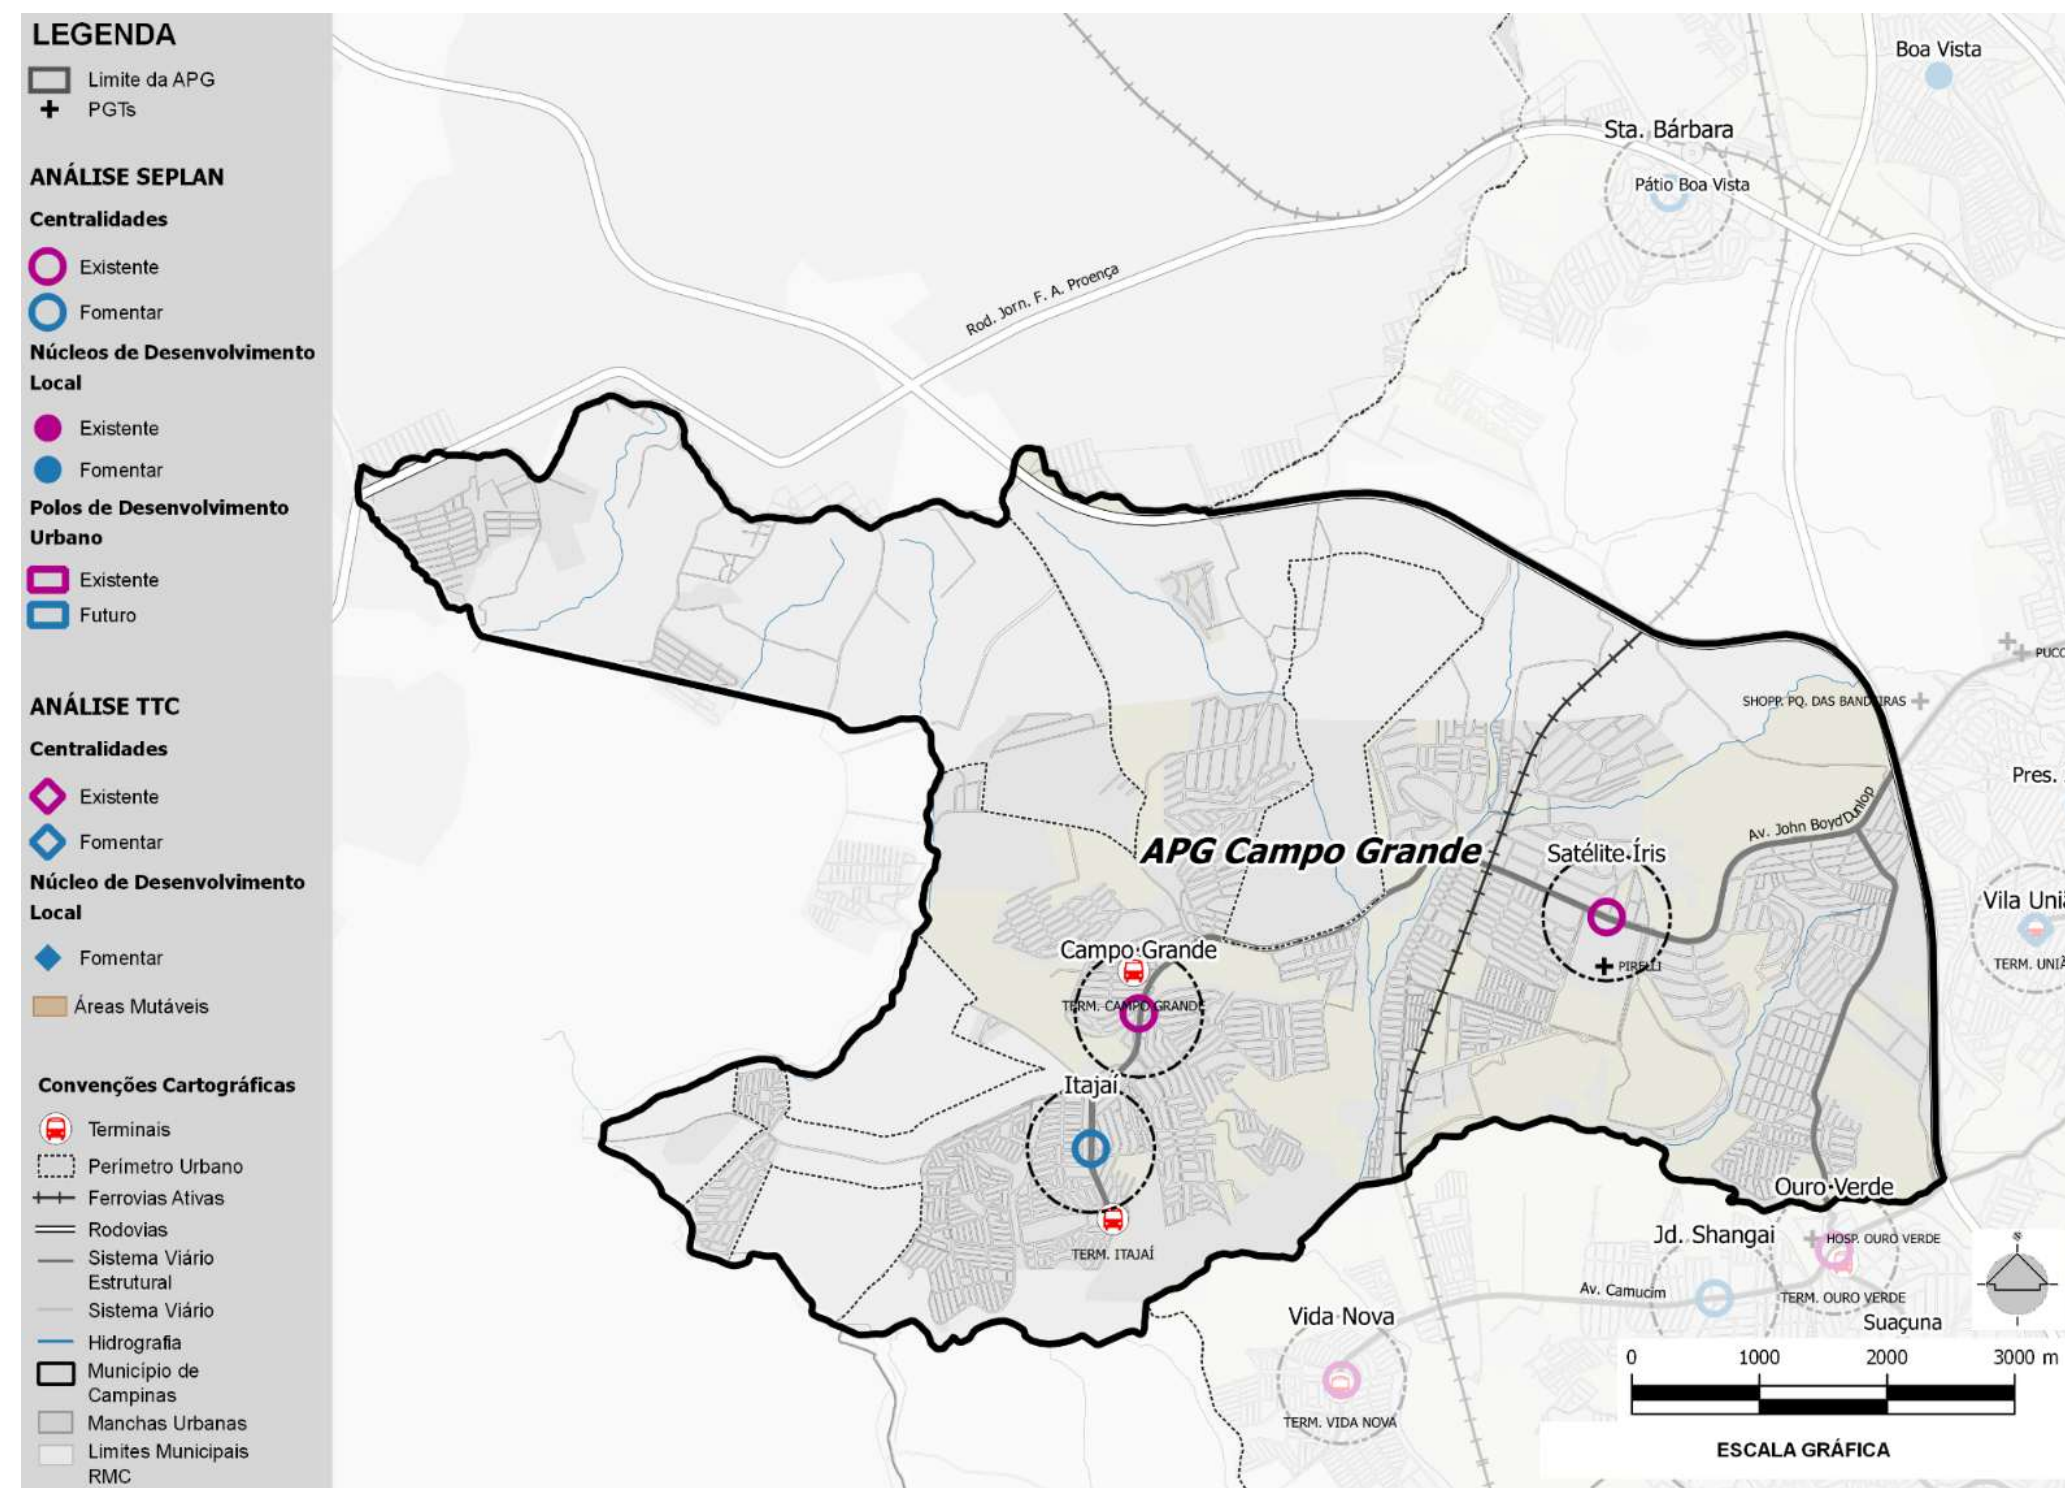 LEGENDA
Limite da APG
PGTs
ANÁLISE SEPLAN
Centralidades
Existente
Fomentar
Núcleos de Desenvolvimento
Local
Existente
Fomentar
Polos de Desenvolvimento
Urbano
Existente
Futuro
ANÁLISE TTC
Centralidades
Existente
Fomentar
Núcleo de Desenvolvimento
Local
Fomentar
Áreas Mutáveis
Convenções Cartográficas
Terminais
Perímetro Urbano
Ferrovias Ativas
Rodovias
Sistema Viário
Estrutural
Sistema Viário
Hidrografia
Município de
Campinas
Manchas Urbanas
Limites Municipais
RMC
Boa Vista
Sta. Bárbara
Pátio Boa Vista
Rod. Jorn. F. A. Proença
PUCC
SHOPP. PQ. DAS BANDEIRAS
Pres.
Av. John Boyd Dunlop
APG Campo Grande
Satélite Íris
PIRELLI
Vila Uniã
TERM. UNIÃ
Campo Grande
TERM. CAMPO GRANDE
Itajaí
TERM. ITAJAÍ
Ouro Verde
Jd. Shangai
HOSP. OURO VERDE
Av. Camucim
TERM. OURO VERDE
Suaçuna
Vida Nova
TERM. VIDA NOVA
N
0 1000 2000 3000 m
ESCALA GRÁFICA